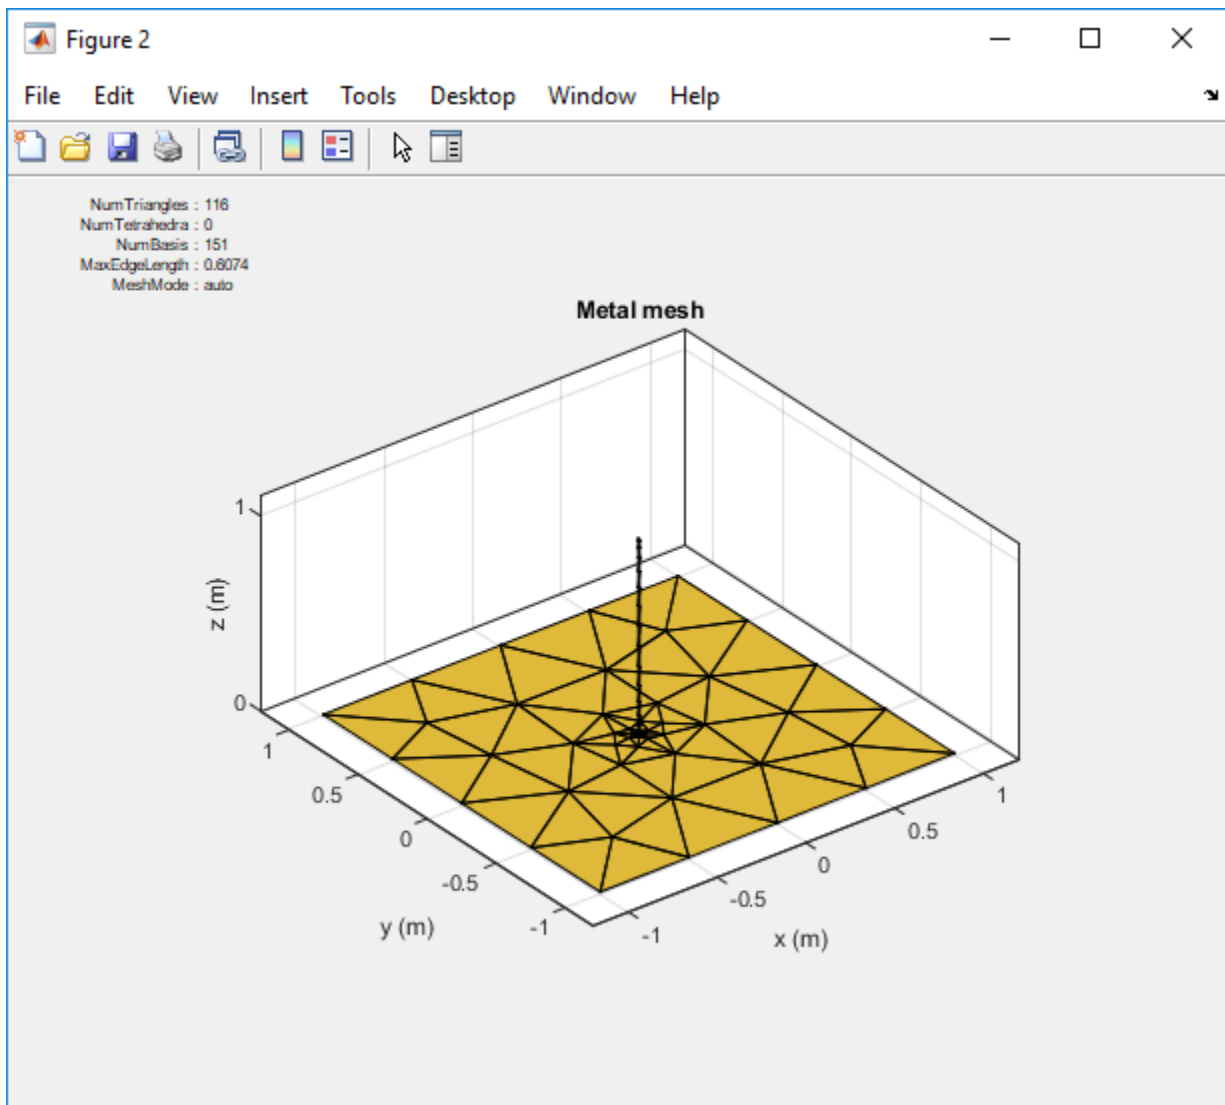 Figure 2
File Edit View Insert Tools Desktop Window Help
NumTriangles : 116
NumTetrahedra : 0
NumBasis : 151
MaxEdgeLength : 0.6074
MeshMode : auto
Metal mesh
1
z (m)
0
1
0.5
0
-0.5
-1
y (m)
1
0.5
0
-0.5
-1
x (m)